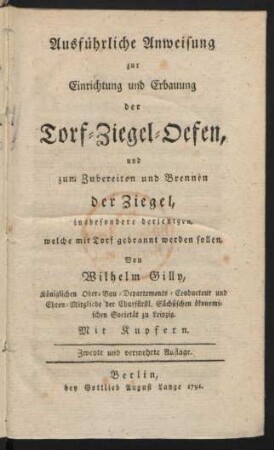 Ausführliche Anweisung
zur
Einrichtung und Erbauung
der
Torf-Ziegel-Oefen,
und
zum Zubereiten und Brennen
der Ziegel,
insbesondere derjenigen,
welche mit Torf gebrannt werden sollen.
Von
Wilhelm Gilly,
Königlichen Ober-Bau-Departements-Conducteur und
Ehren-Mitgliede der Churfürstl. Sächsischen ökonomi-
schen Societät zu Leipzig.
Mit Kupfern.
Zweyte und vermehrte Auflage.
Berlin,
bey Gottlieb August Lange 1791.